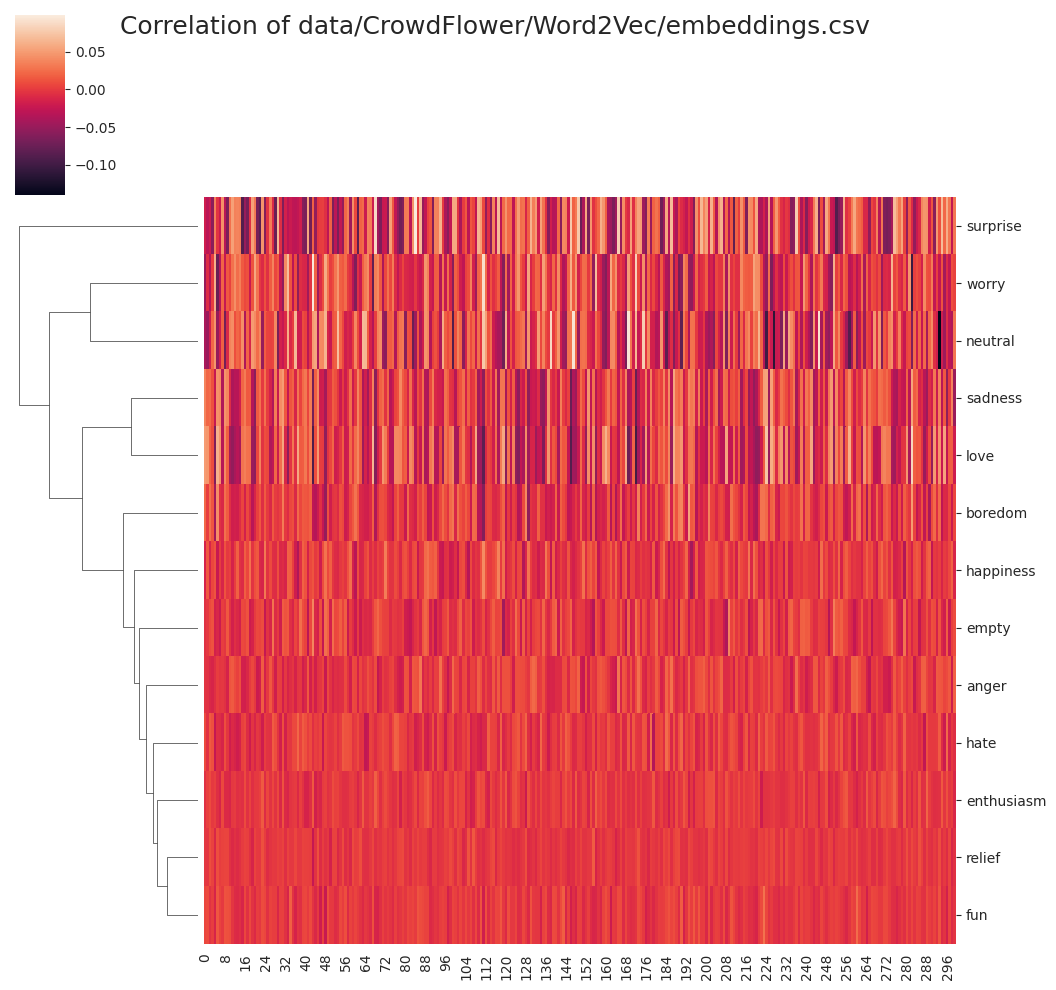 Correlation of data/CrowdFlower/Word2Vec/embeddings.csv
0.05
0.00
−0.05
−0.10
surprise
worry
neutral
sadness
love
boredom
happiness
empty
anger
hate
enthusiasm
relief
fun
0 8 16 24 32 40 48 56 64 72 80 88 96 104 112 120 128 136 144 152 160 168 176 184 192 200 208 216 224 232 240 248 256 264 272 280 288 296